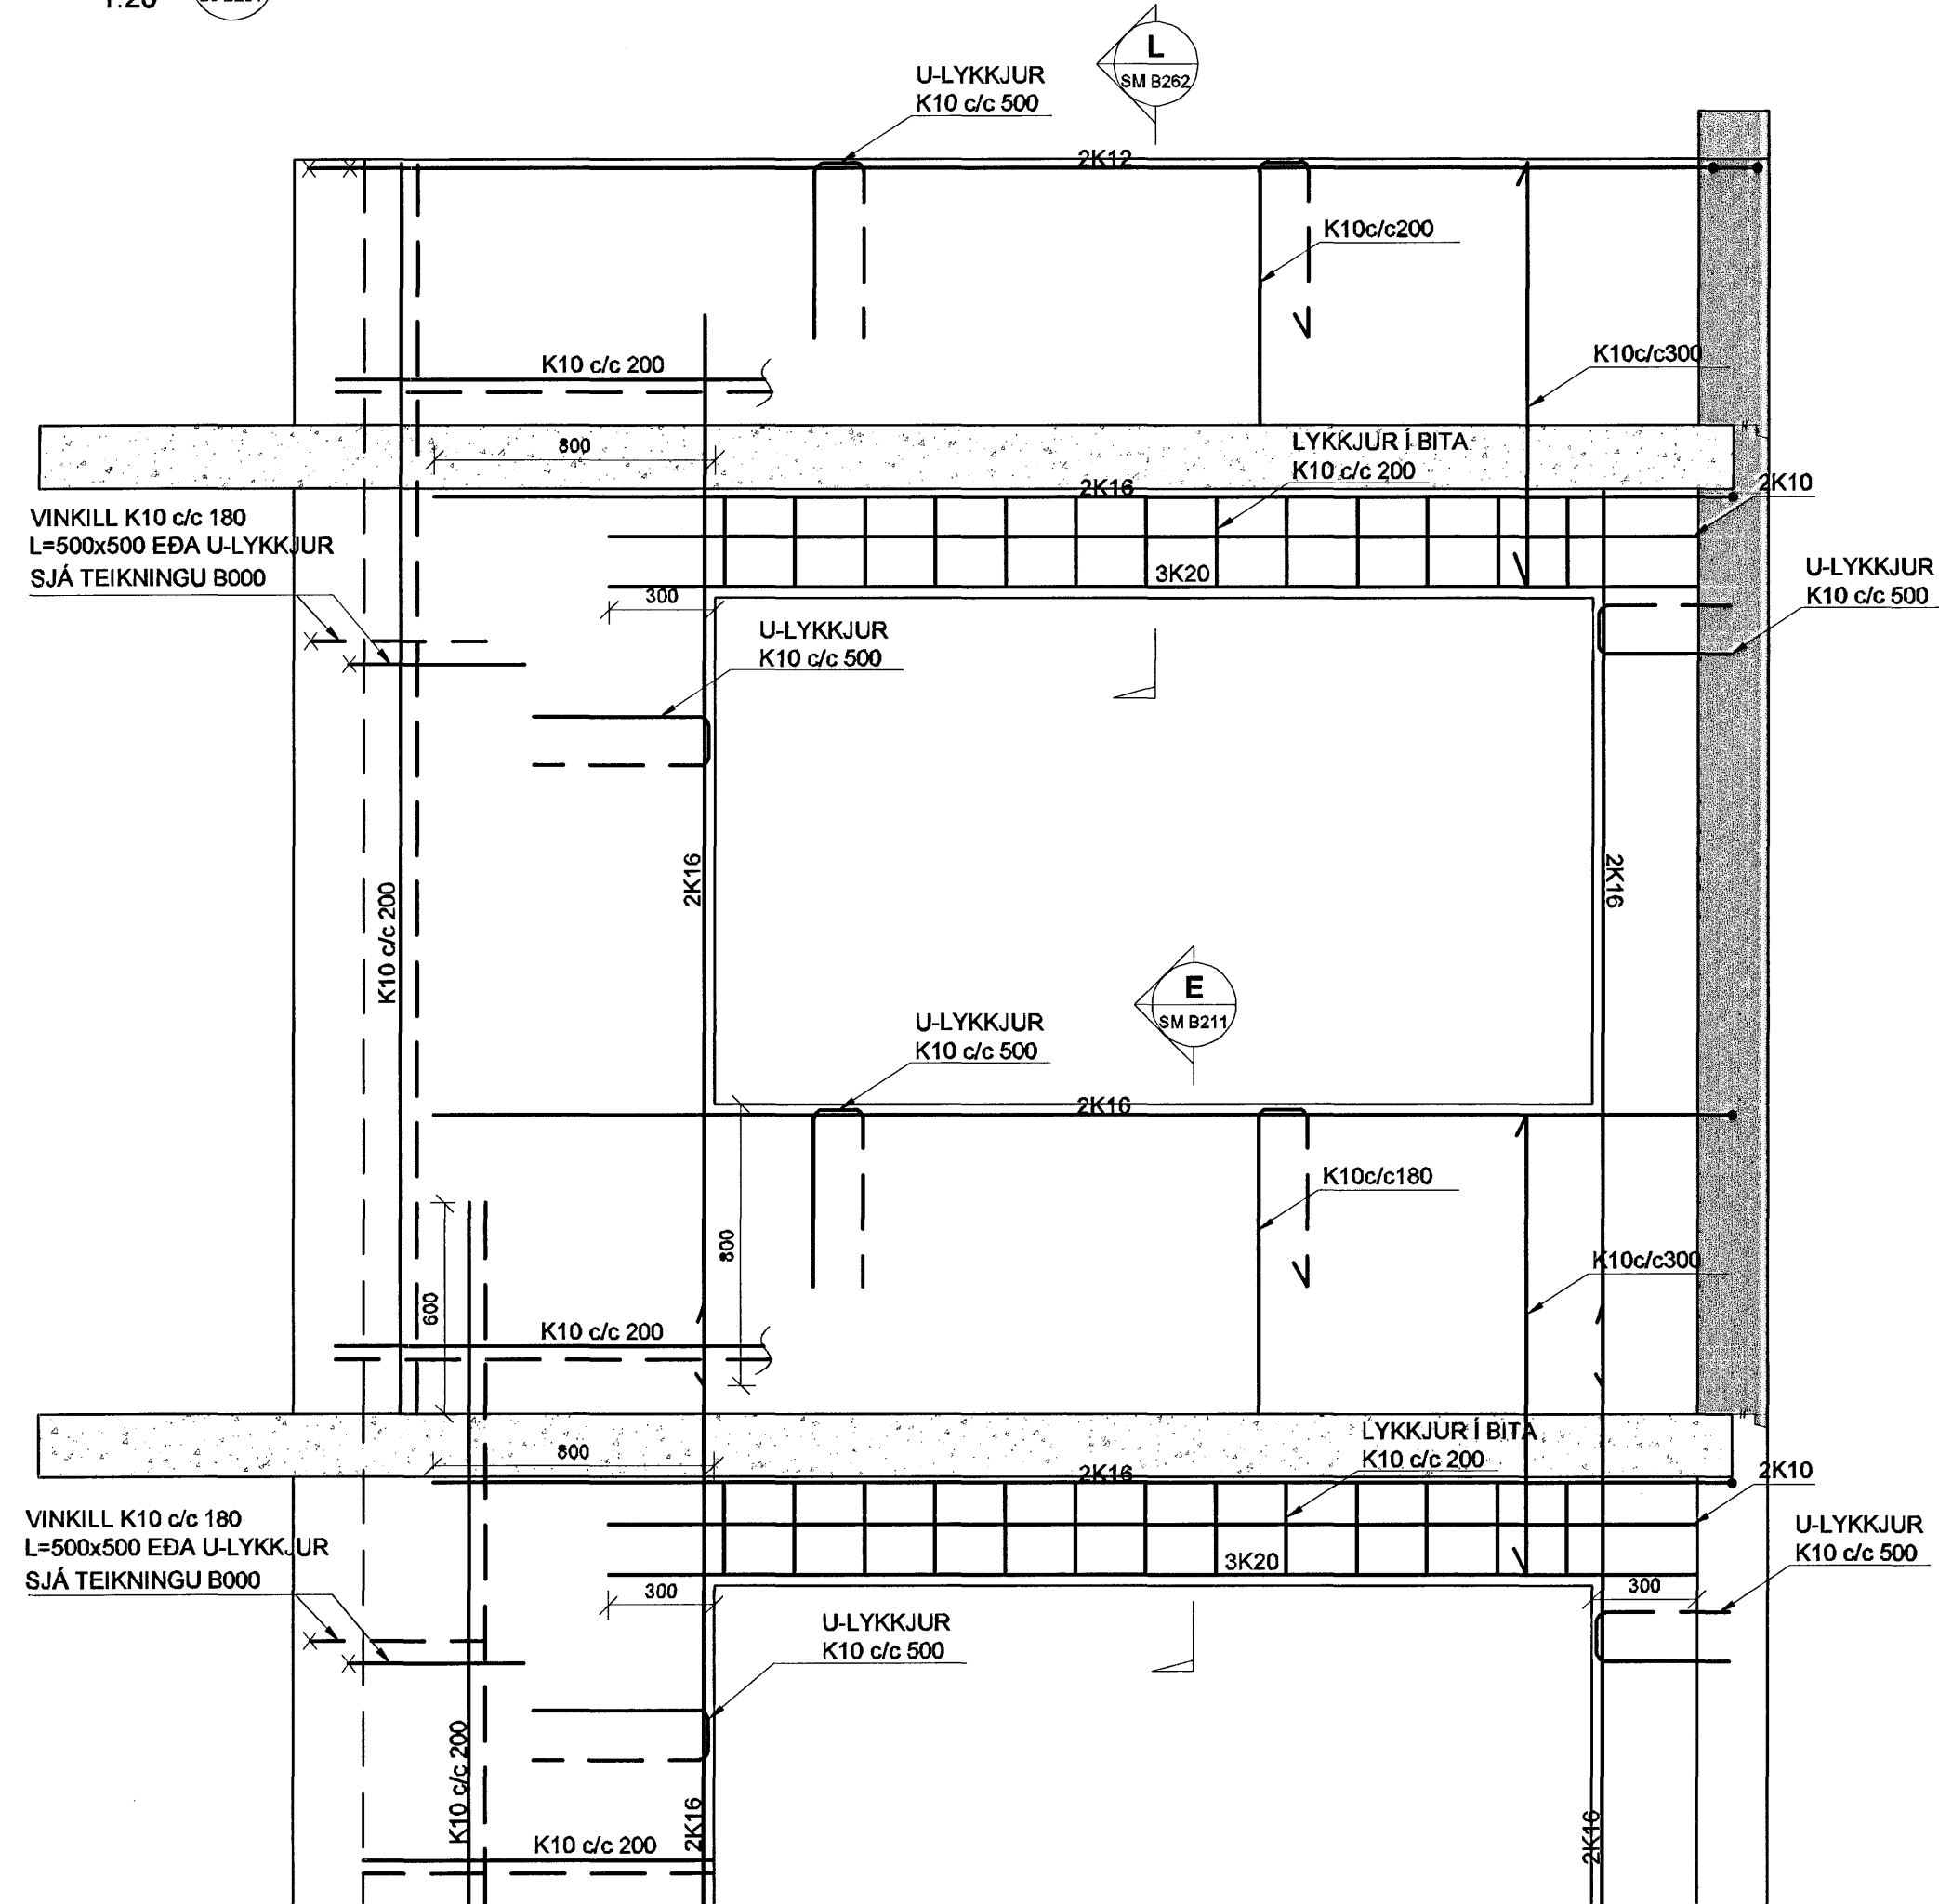 1:20
L
SM B262
U-LYKKJUR
K10 c/c 500
2K12
K10c/c200
K10c/c300
K10 c/c 200
800
LYKKJUR Í BITA
K10 c/c 200
2K16
2K10
VINKILL K10 c/c 180
L=500x500 EÐA U-LYKKJUR
SJÁ TEIKNINGU B000
3K20
300
U-LYKKJUR
K10 c/c 500
U-LYKKJUR
K10 c/c 500
2K16
2K16
K10 c/c 200
E
SM B211
U-LYKKJUR
K10 c/c 500
2K16
K10c/c180
800
K10c/c300
600
K10 c/c 200
LYKKJUR Í BITA
K10 c/c 200
800
2K16
2K10
VINKILL K10 c/c 180
L=500x500 EÐA U-LYKKJUR
SJÁ TEIKNINGU B000
3K20
300
300
U-LYKKJUR
K10 c/c 500
U-LYKKJUR
K10 c/c 500
K10 c/c 200
2K16
2K16
K10 c/c 200